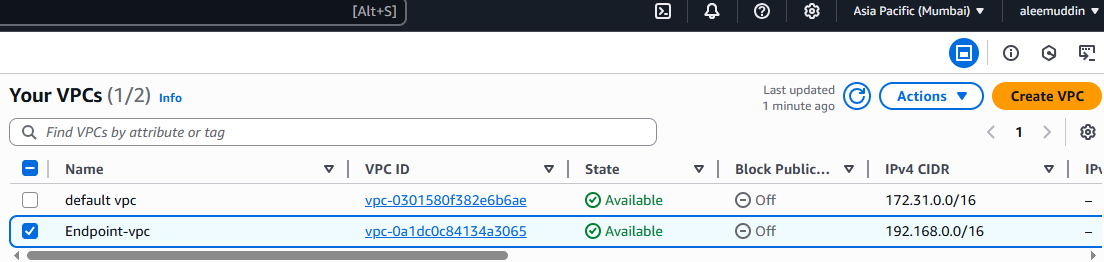 [Alt+S] Asia Pacific (Mumbai) aleemuddin
Your VPCs (1/2) Info Last updated 1 minute ago Actions Create VPC
Find VPCs by attribute or tag 1
Name VPC ID State Block Public... IPv4 CIDR IPv
default vpc vpc-0301580f382e6b6ae Available Off 172.31.0.0/16 –
Endpoint-vpc vpc-0a1dc0c84134a3065 Available Off 192.168.0.0/16 –